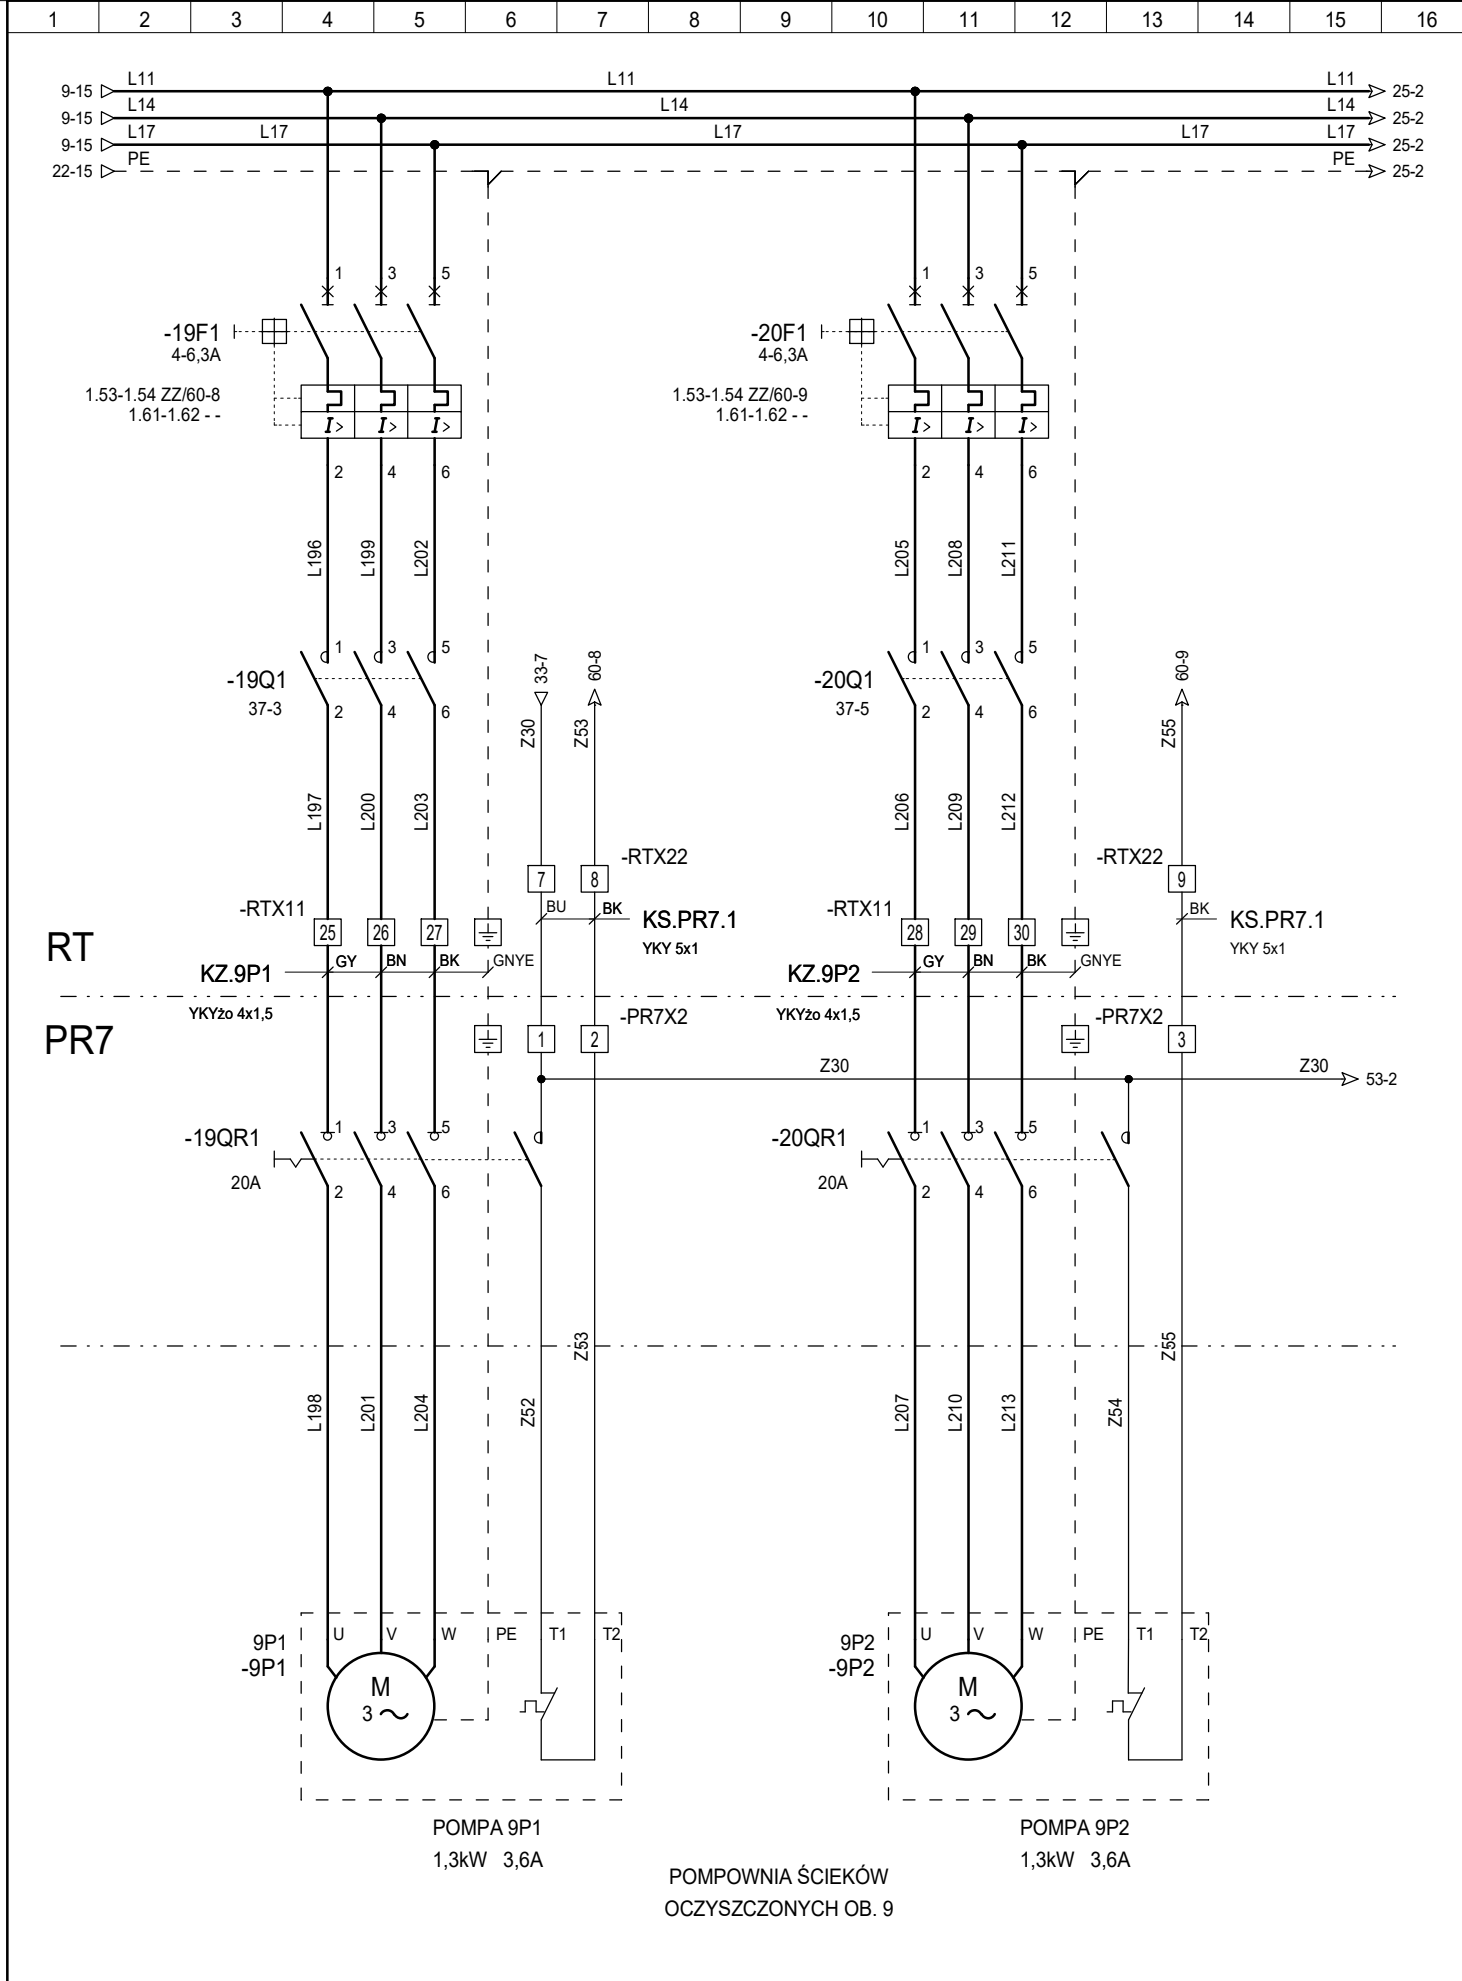 1 2 3 4 5 6 7 8 9 10 11 12 13 14 15 16
9-15 L11 L11 L11 25-2
9-15 L14 L14 L14 25-2
9-15 L17 L17 L17 L17 L17 25-2
22-15 PE PE 25-2
1 3 5 1 3 5
-19F1 -20F1
4-6,3A 4-6,3A
1.53-1.54 ZZ/60-8 1.53-1.54 ZZ/60-9
1.61-1.62 - - I> I> I> 1.61-1.62 - - I> I> I>
2 4 6 2 4 6
L196 L199 L202 L205 L208 L211
1 3 5 33-7 60-8 1 3 5 60-9
-19Q1 -20Q1
37-3 2 4 6 37-5 2 4 6
Z30 Z53 Z55
L197 L200 L203 L206 L209 L212
-RTX22 -RTX22
7 8 9
-RTX11 BU BK -RTX11 BK
KS.PR7.1 KS.PR7.1
25 26 27 28 29 30
RT
YKY 5x1 YKY 5x1
KZ.9P1 GY BN BK GNYE KZ.9P2 GY BN BK GNYE
YKYżo 4x1,5 YKYżo 4x1,5
-PR7X2 -PR7X2
PR7
1 2 3
Z30 Z30 53-2
1 3 5 1 3 5
-19QR1 -20QR1
20A 2 4 6 20A 2 4 6
Z53 Z55
L198 L201 L204 Z52 L207 L210 L213 Z54
9P1 U V W PE T1 T2 9P2 U V W PE T1 T2
-9P1 -9P2
M M
3 3
POMPA 9P1 POMPA 9P2
1,3kW 3,6A 1,3kW 3,6A
POMPOWNIA ŚCIEKÓW
OCZYSZCZONYCH OB. 9